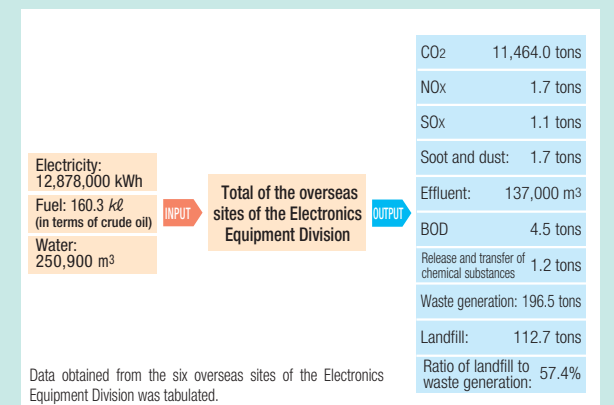 Electricity:
12,878,000 kWh
Fuel: 160.3 kℓ
(in terms of crude oil)
Water:
250,900 m3
INPUT
Total of the overseas
sites of the Electronics
Equipment Division
OUTPUT
CO2 11,464.0 tons
NOx 1.7 tons
SOx 1.1 tons
Soot and dust: 1.7 tons
Effluent: 137,000 m3
BOD 4.5 tons
Release and transfer of
chemical substances 1.2 tons
Waste generation: 196.5 tons
Landfill: 112.7 tons
Ratio of landfill to
waste generation: 57.4%
Data obtained from the six overseas sites of the Electronics
Equipment Division was tabulated.